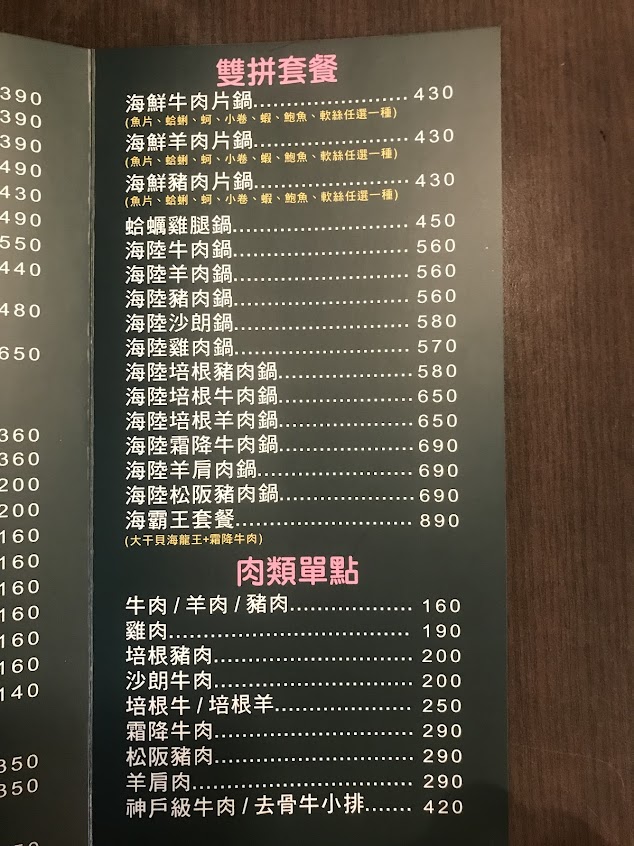 390
390
390
490
430
490
550
440
480
650
360
360
200
200
160
160
160
160
160
160
140
350
350
雙拼套餐
海鮮牛肉片鍋........................ 430
(魚片、蛤蜊、蚵、小卷、蝦、鮑魚、軟絲任選一種)
海鮮羊肉片鍋........................ 430
(魚片、蛤蜊、蚵、小卷、蝦、鮑魚、軟絲任選一種)
海鮮豬肉片鍋........................ 430
(魚片、蛤蜊、蚵、小卷、蝦、鮑魚、軟絲任選一種)
蛤蠣雞腿鍋........................... 450
海陸牛肉鍋........................... 560
海陸羊肉鍋........................... 560
海陸豬肉鍋........................... 560
海陸沙朗鍋........................... 580
海陸雞肉鍋........................... 570
海陸培根豬肉鍋.................... 580
海陸培根牛肉鍋.................... 650
海陸培根羊肉鍋.................... 650
海陸霜降牛肉鍋.................... 690
海陸羊肩肉鍋........................ 690
海陸松阪豬肉鍋.................... 690
海霸王套餐........................... 890
(大干貝海龍王+霜降牛肉)
肉類單點
牛肉 / 羊肉 / 豬肉................... 160
雞肉..................................... 190
培根豬肉.............................. 200
沙朗牛肉.............................. 200
培根牛 / 培根羊..................... 250
霜降牛肉.............................. 290
松阪豬肉.............................. 290
羊肩肉................................. 290
神戶級牛肉 / 去骨牛小排....... 420